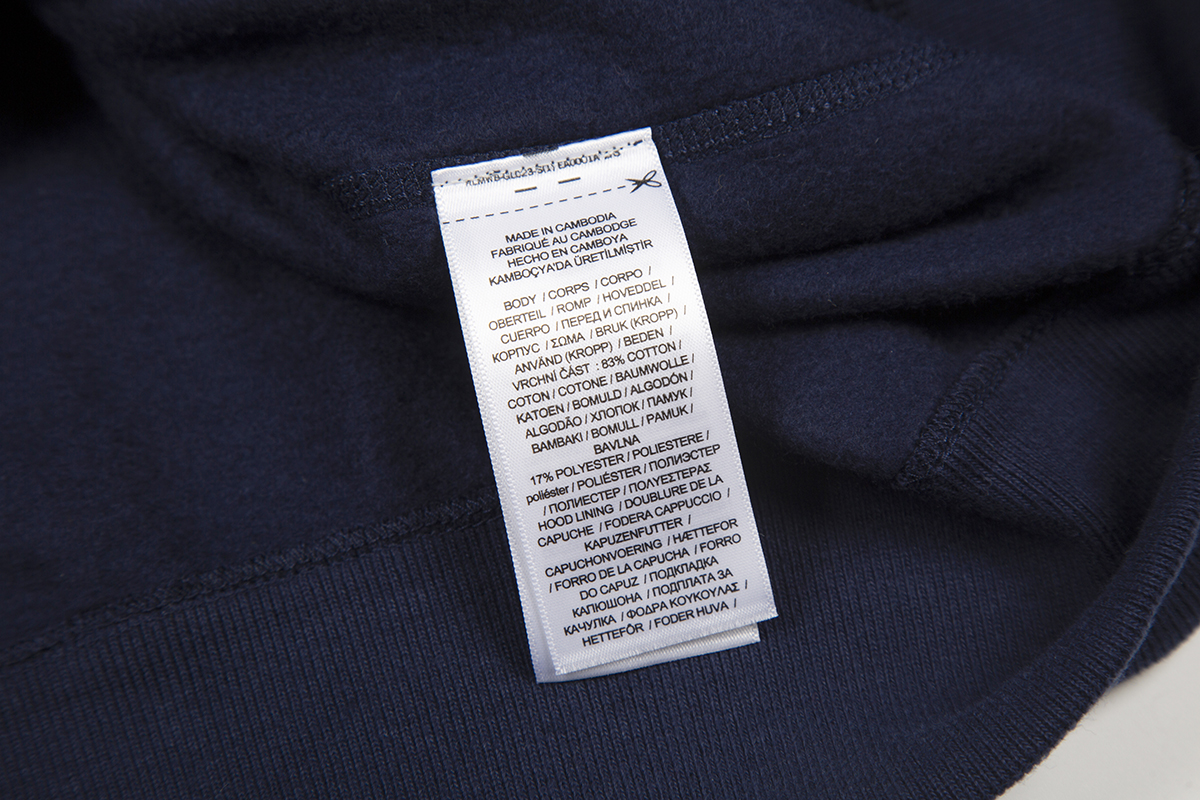 MADE IN CAMBODIA
FABRIQUÉ AU CAMBODGE
HECHO EN CAMBOYA
KAMBOÇYA'DA ÜRETİLMİŞTİR
BODY / CORPS / CORPO /
OBERTEIL / ROMP / HOVEDDEL /
CUERPO / ПЕРЕД И СПИНКА /
КОРПУС / ΣΩΜΑ / BRUK (KROPP) /
ANVÄND (KROPP) / BEDEN /
VRCHNÍ ČÁST : 83% COTTON /
COTON / COTONE / BAUMWOLLE /
KATOEN / BOMULD / ALGODÓN /
ALGODÃO / ХЛОПОК / ПАМУК /
BAMBAKI / BOMULL / PAMUK /
BAVLNA
17% POLYESTER / POLIESTERE /
poliéster / POLIÉSTER / ПОЛИЭСТЕР
/ ПОЛИЕСТЕР / ΠΟΛΥΕΣΤΕΡΑΣ
HOOD LINING / DOUBLURE DE LA
CAPUCHE / FODERA CAPPUCCIO /
KAPUZENFUTTER /
CAPUCHONVOERING / HÆTTEFOR
/ FORRO DE LA CAPUCHA / FORRO
DO CAPUZ / ПОДКЛАДКА
КАПЮШОНА / ПОДПЛАТА ЗА
КАЧУЛКА / ΦΟΔΡΑ ΚΟΥΚΟΥΛΑΣ /
HETTEFÔR / FODER HUVA /